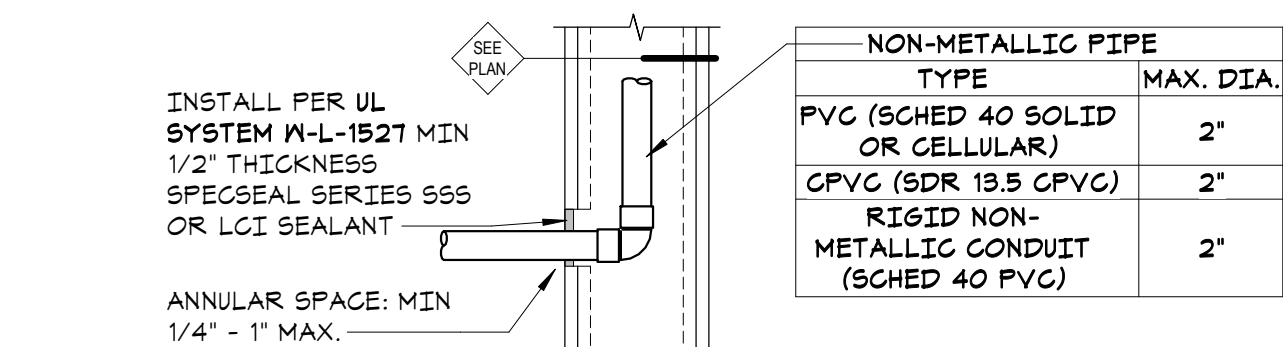 SEE
PLAN
INSTALL PER UL
SYSTEM W-L-1527 MIN
1/2" THICKNESS
SPECSEAL SERIES SSS
OR LCI SEALANT
ANNULAR SPACE: MIN
1/4" - 1" MAX.
NON-METALLIC PIPE
TYPE MAX. DIA.
PVC (SCHED 40 SOLID
OR CELLULAR) 2"
CPVC (SDR 13.5 CPVC) 2"
RIGID NON-
METALLIC CONDUIT 2"
(SCHED 40 PVC)